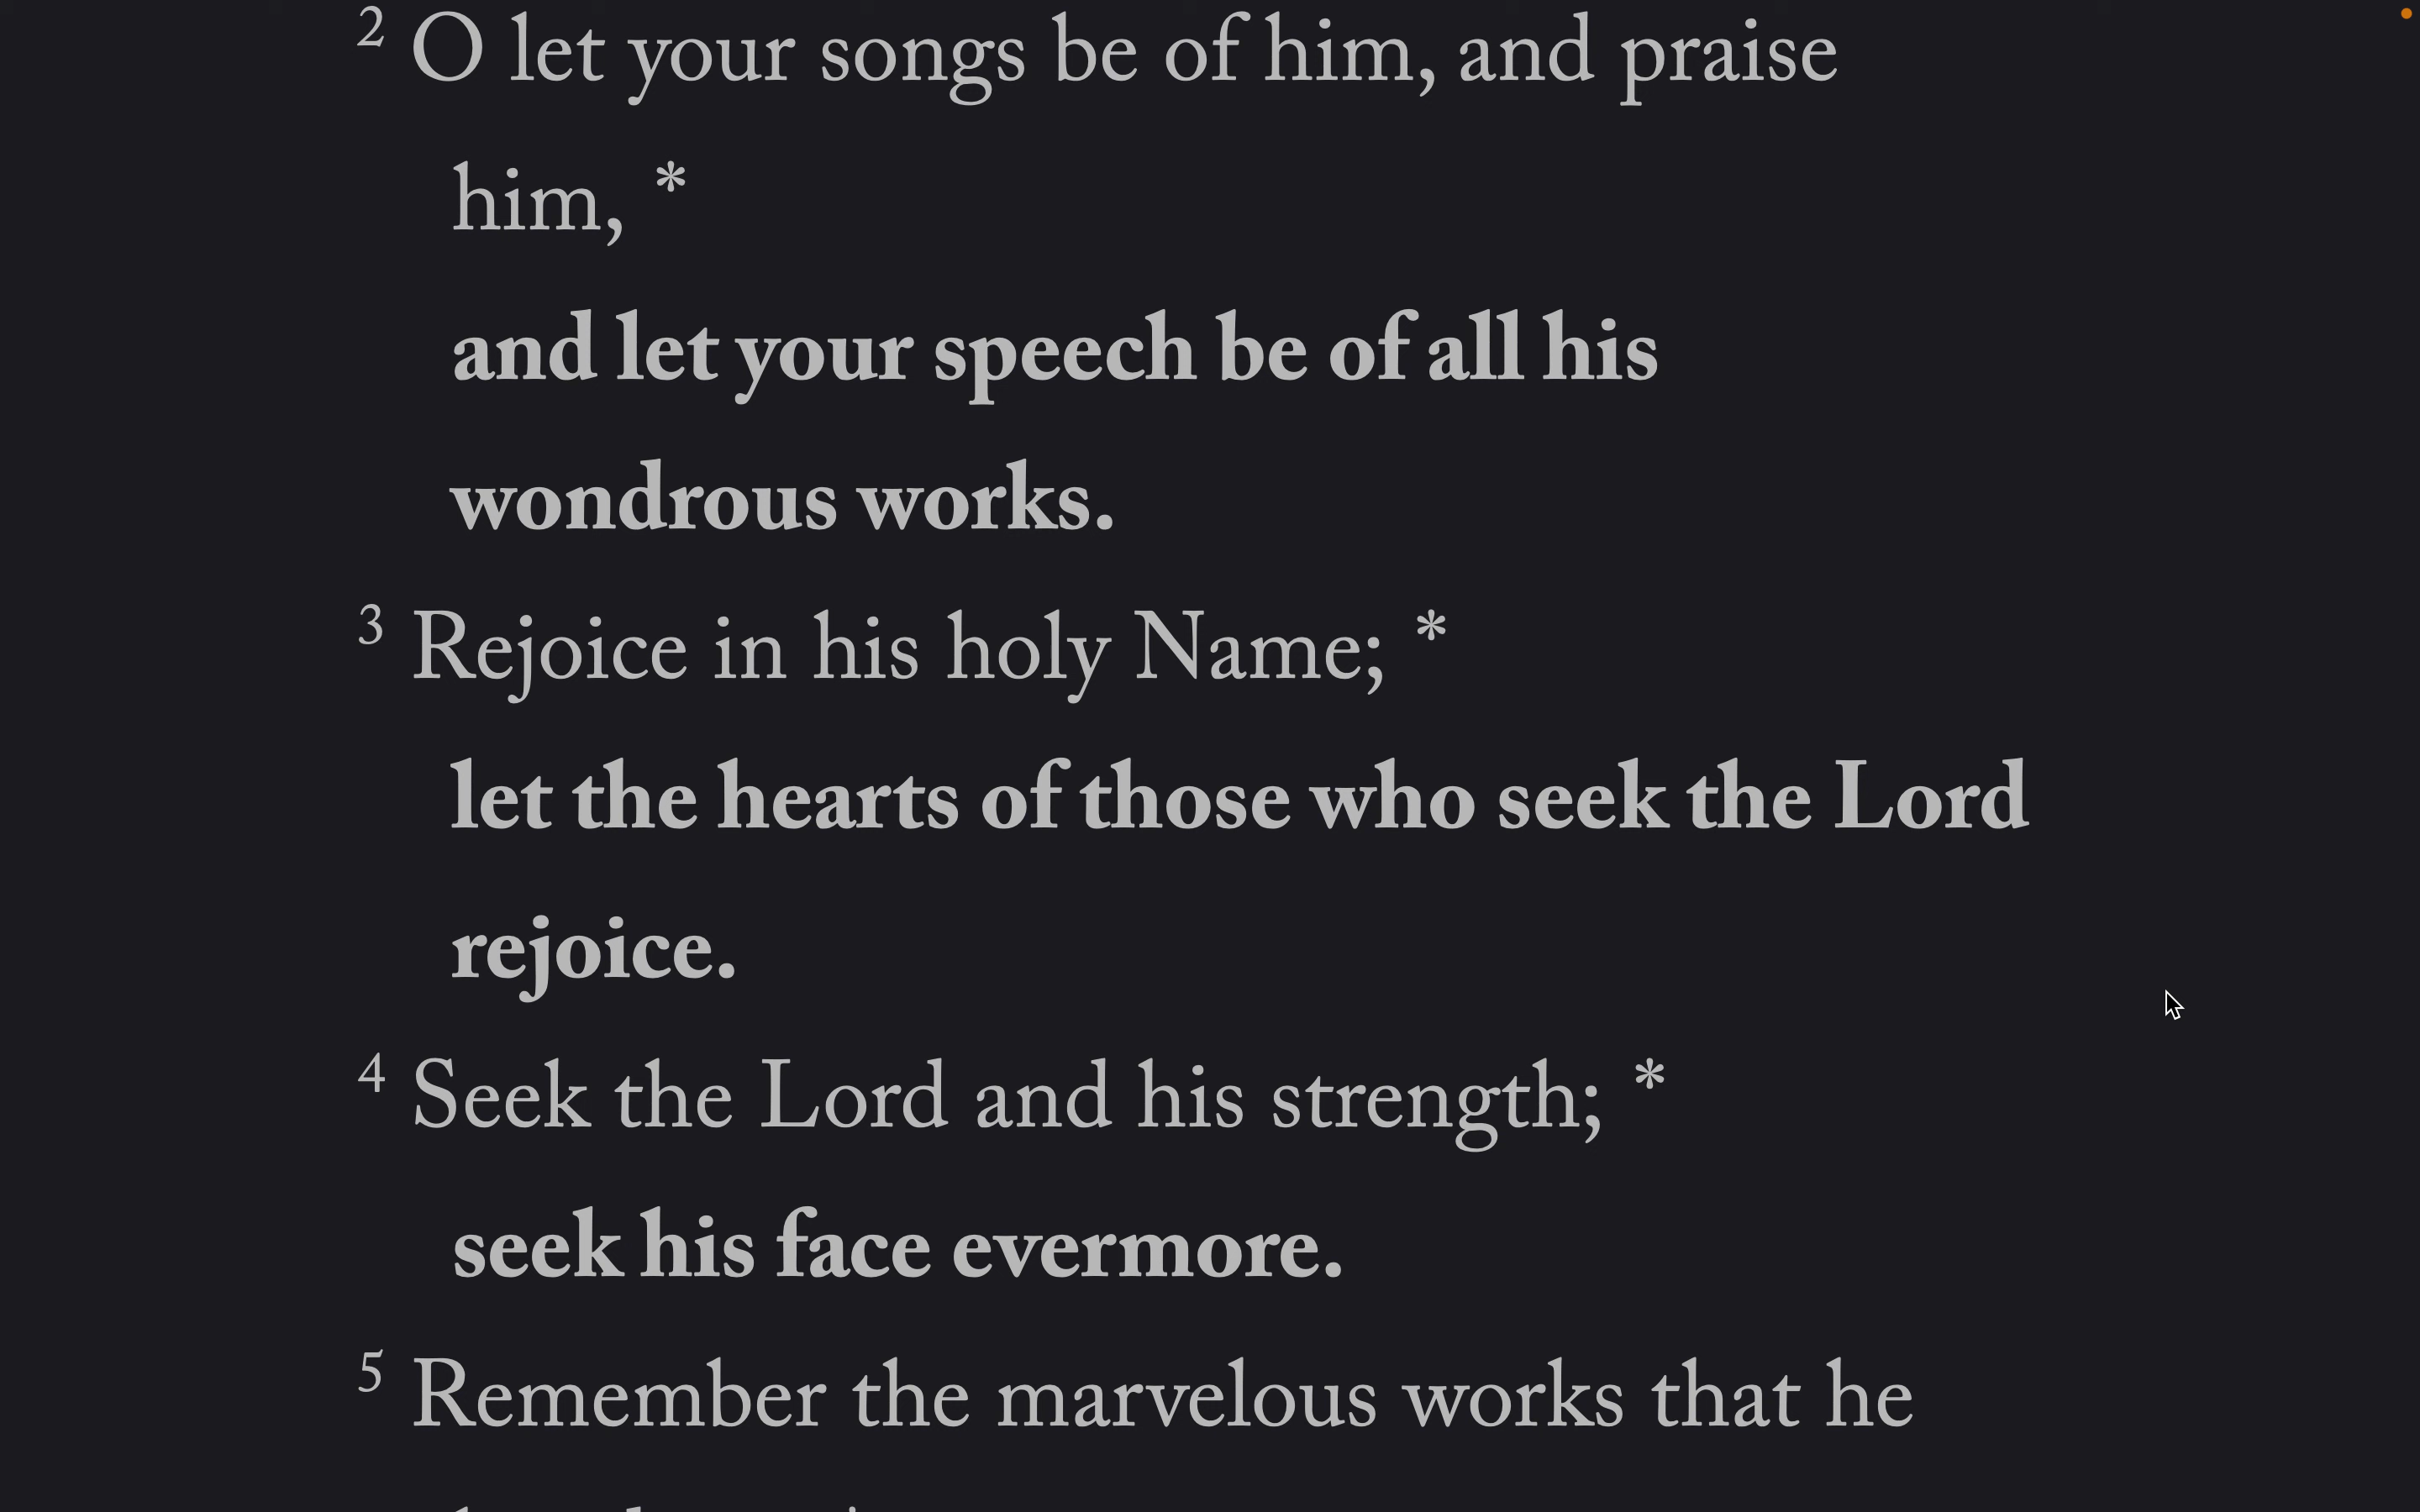 2 O let your songs be of him, and praise
him, *
and let your speech be of all his
wondrous works.
3 Rejoice in his holy Name; *
let the hearts of those who seek the Lord
rejoice.
4 Seek the Lord and his strength; *
seek his face evermore.
5 Remember the marvelous works that he